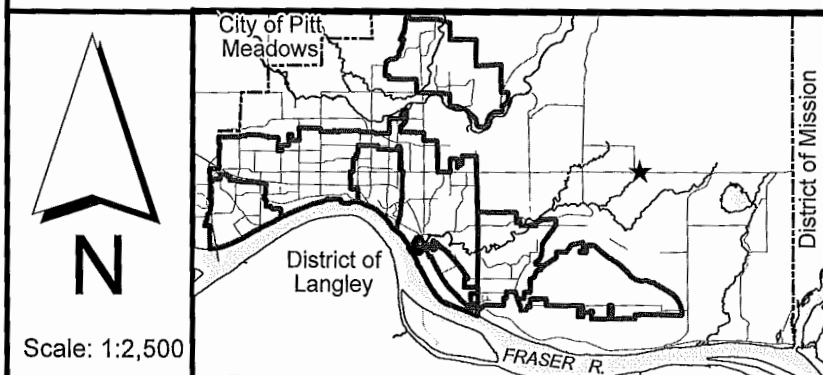 N
Scale: 1:2,500
City of Pitt
Meadows
District of Mission
District of
Langley
FRASER R.